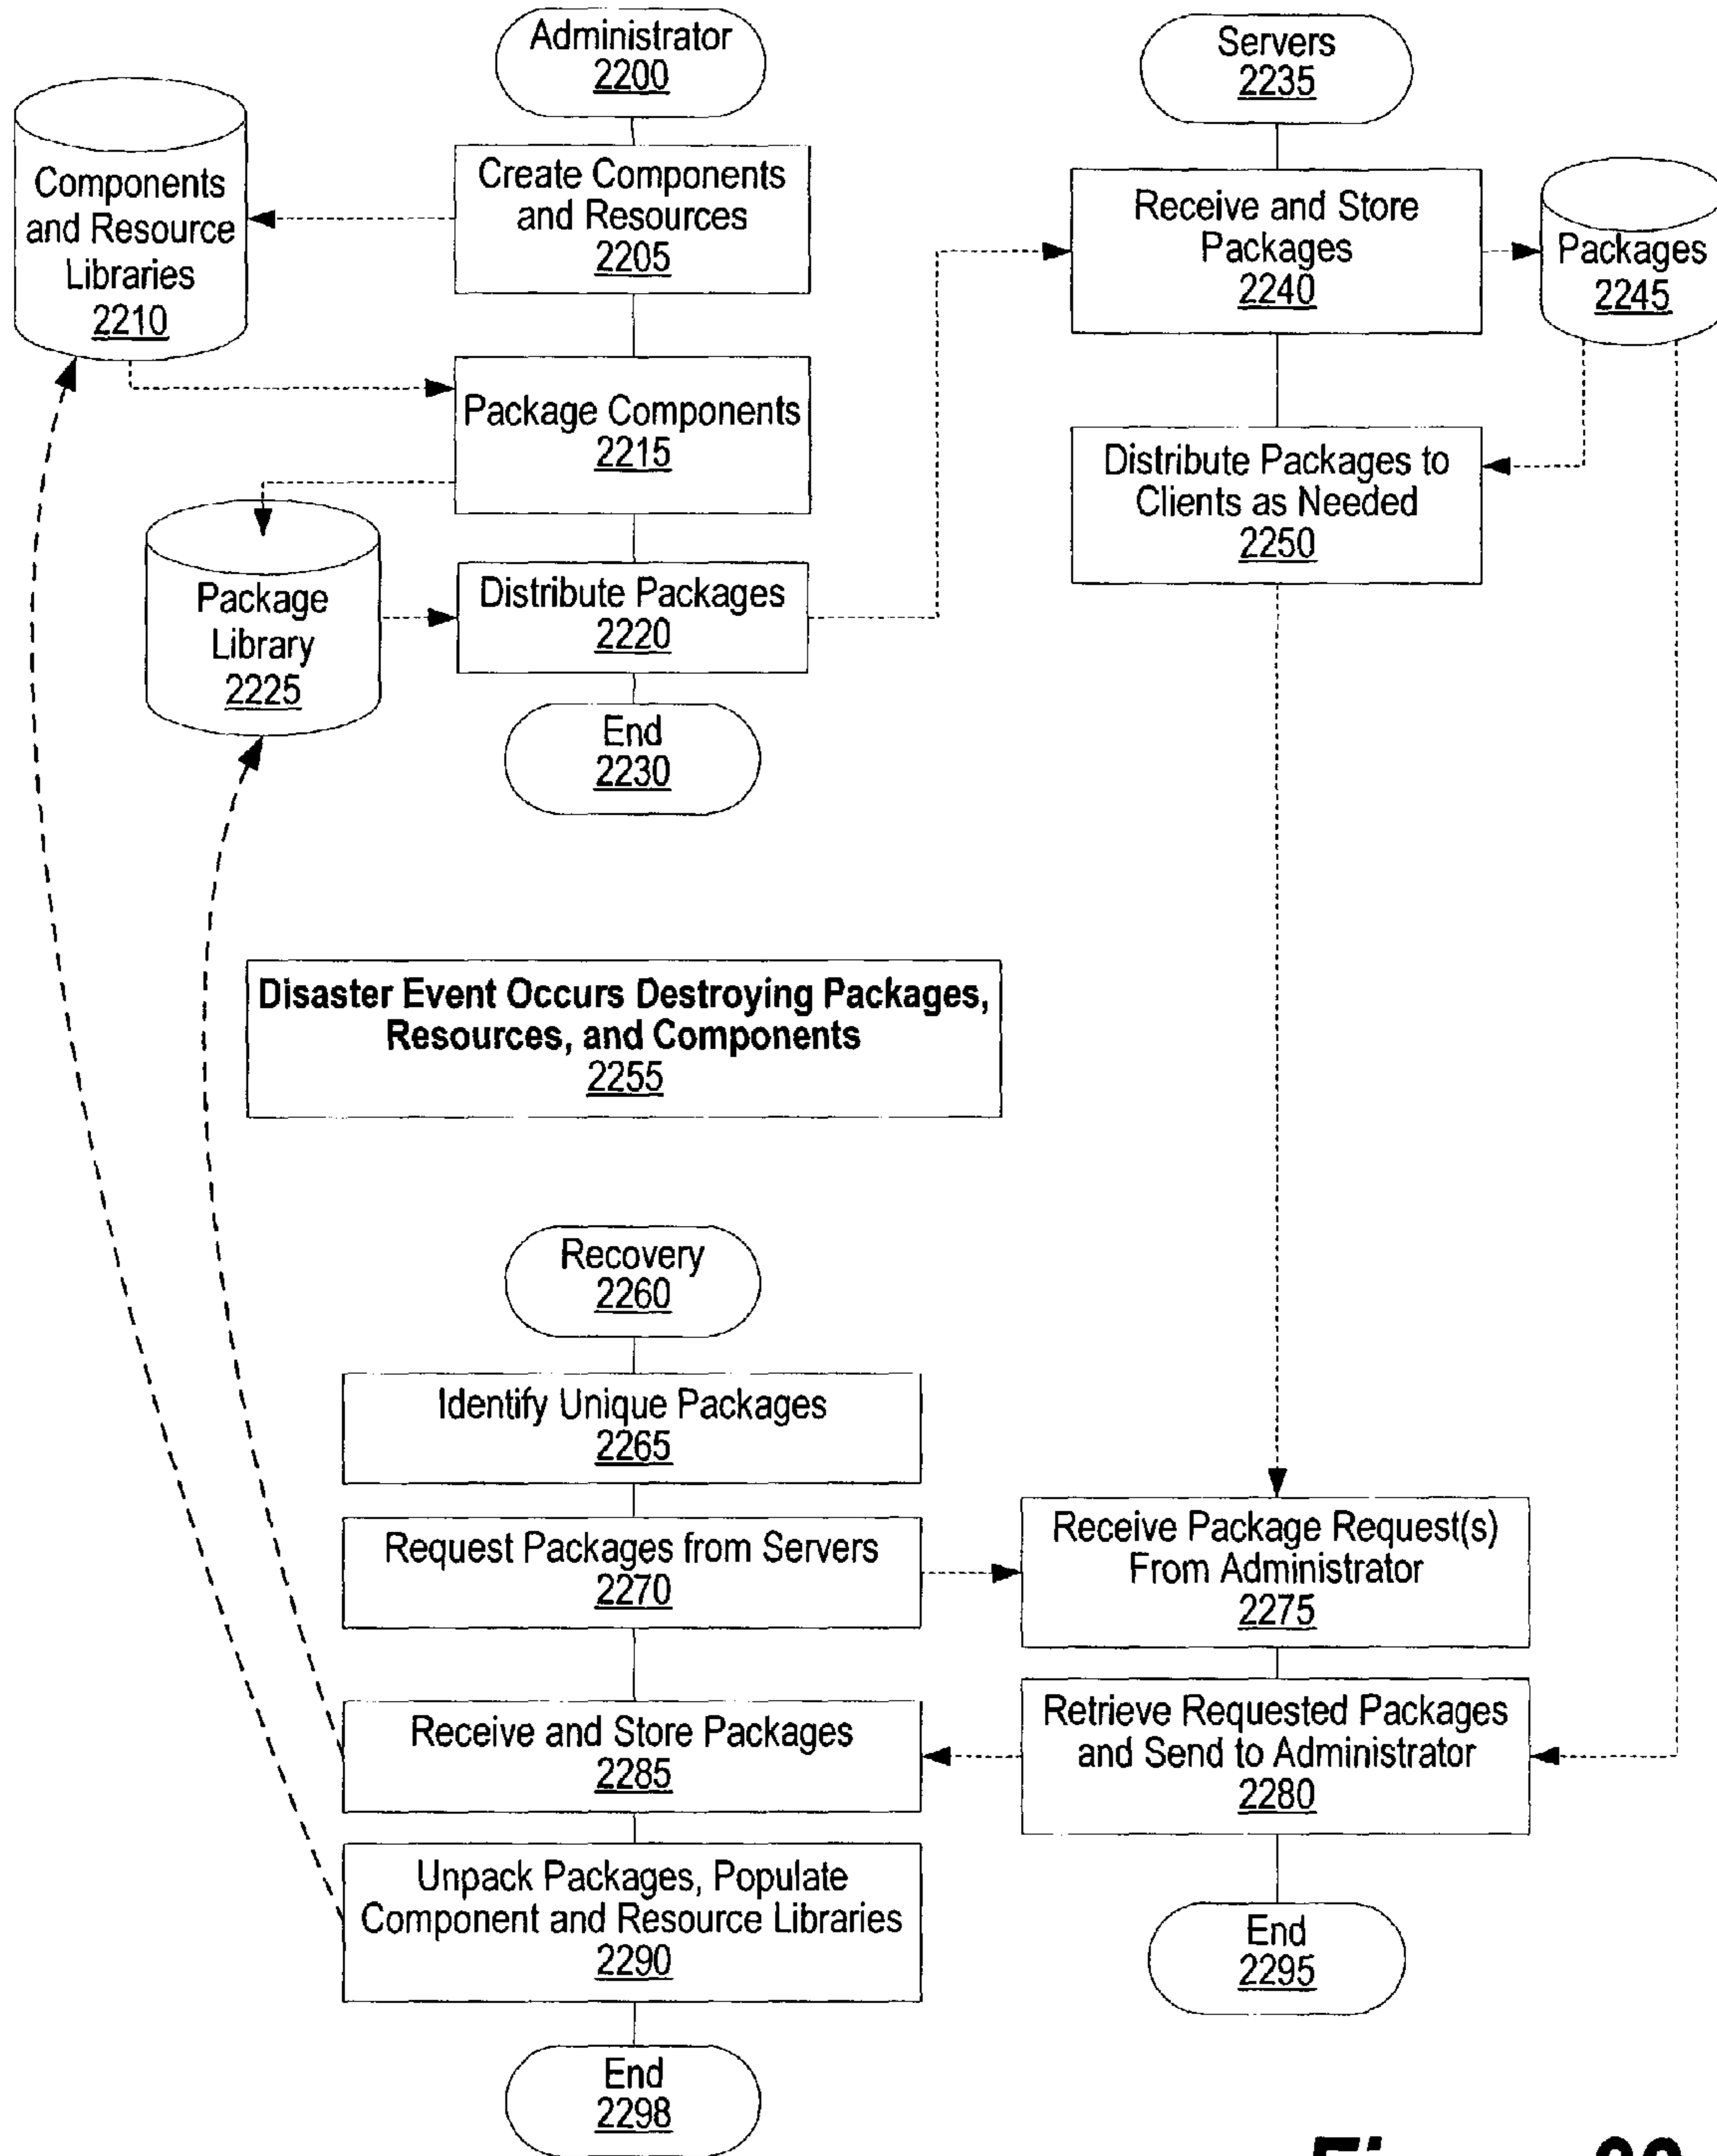 Administrator
2200
Servers
2235
Components
and Resource
Libraries
2210
Create Components
and Resources
2205
Receive and Store
Packages
2240
Packages
2245
Package Components
2215
Distribute Packages to
Clients as Needed
2250
Package
Library
2225
Distribute Packages
2220
End
2230
Disaster Event Occurs Destroying Packages,
Resources, and Components
2255
Recovery
2260
Identify Unique Packages
2265
Request Packages from Servers
2270
Receive Package Request(s)
From Administrator
2275
Receive and Store Packages
2285
Retrieve Requested Packages
and Send to Administrator
2280
Unpack Packages, Populate
Component and Resource Libraries
2290
End
2295
End
2298